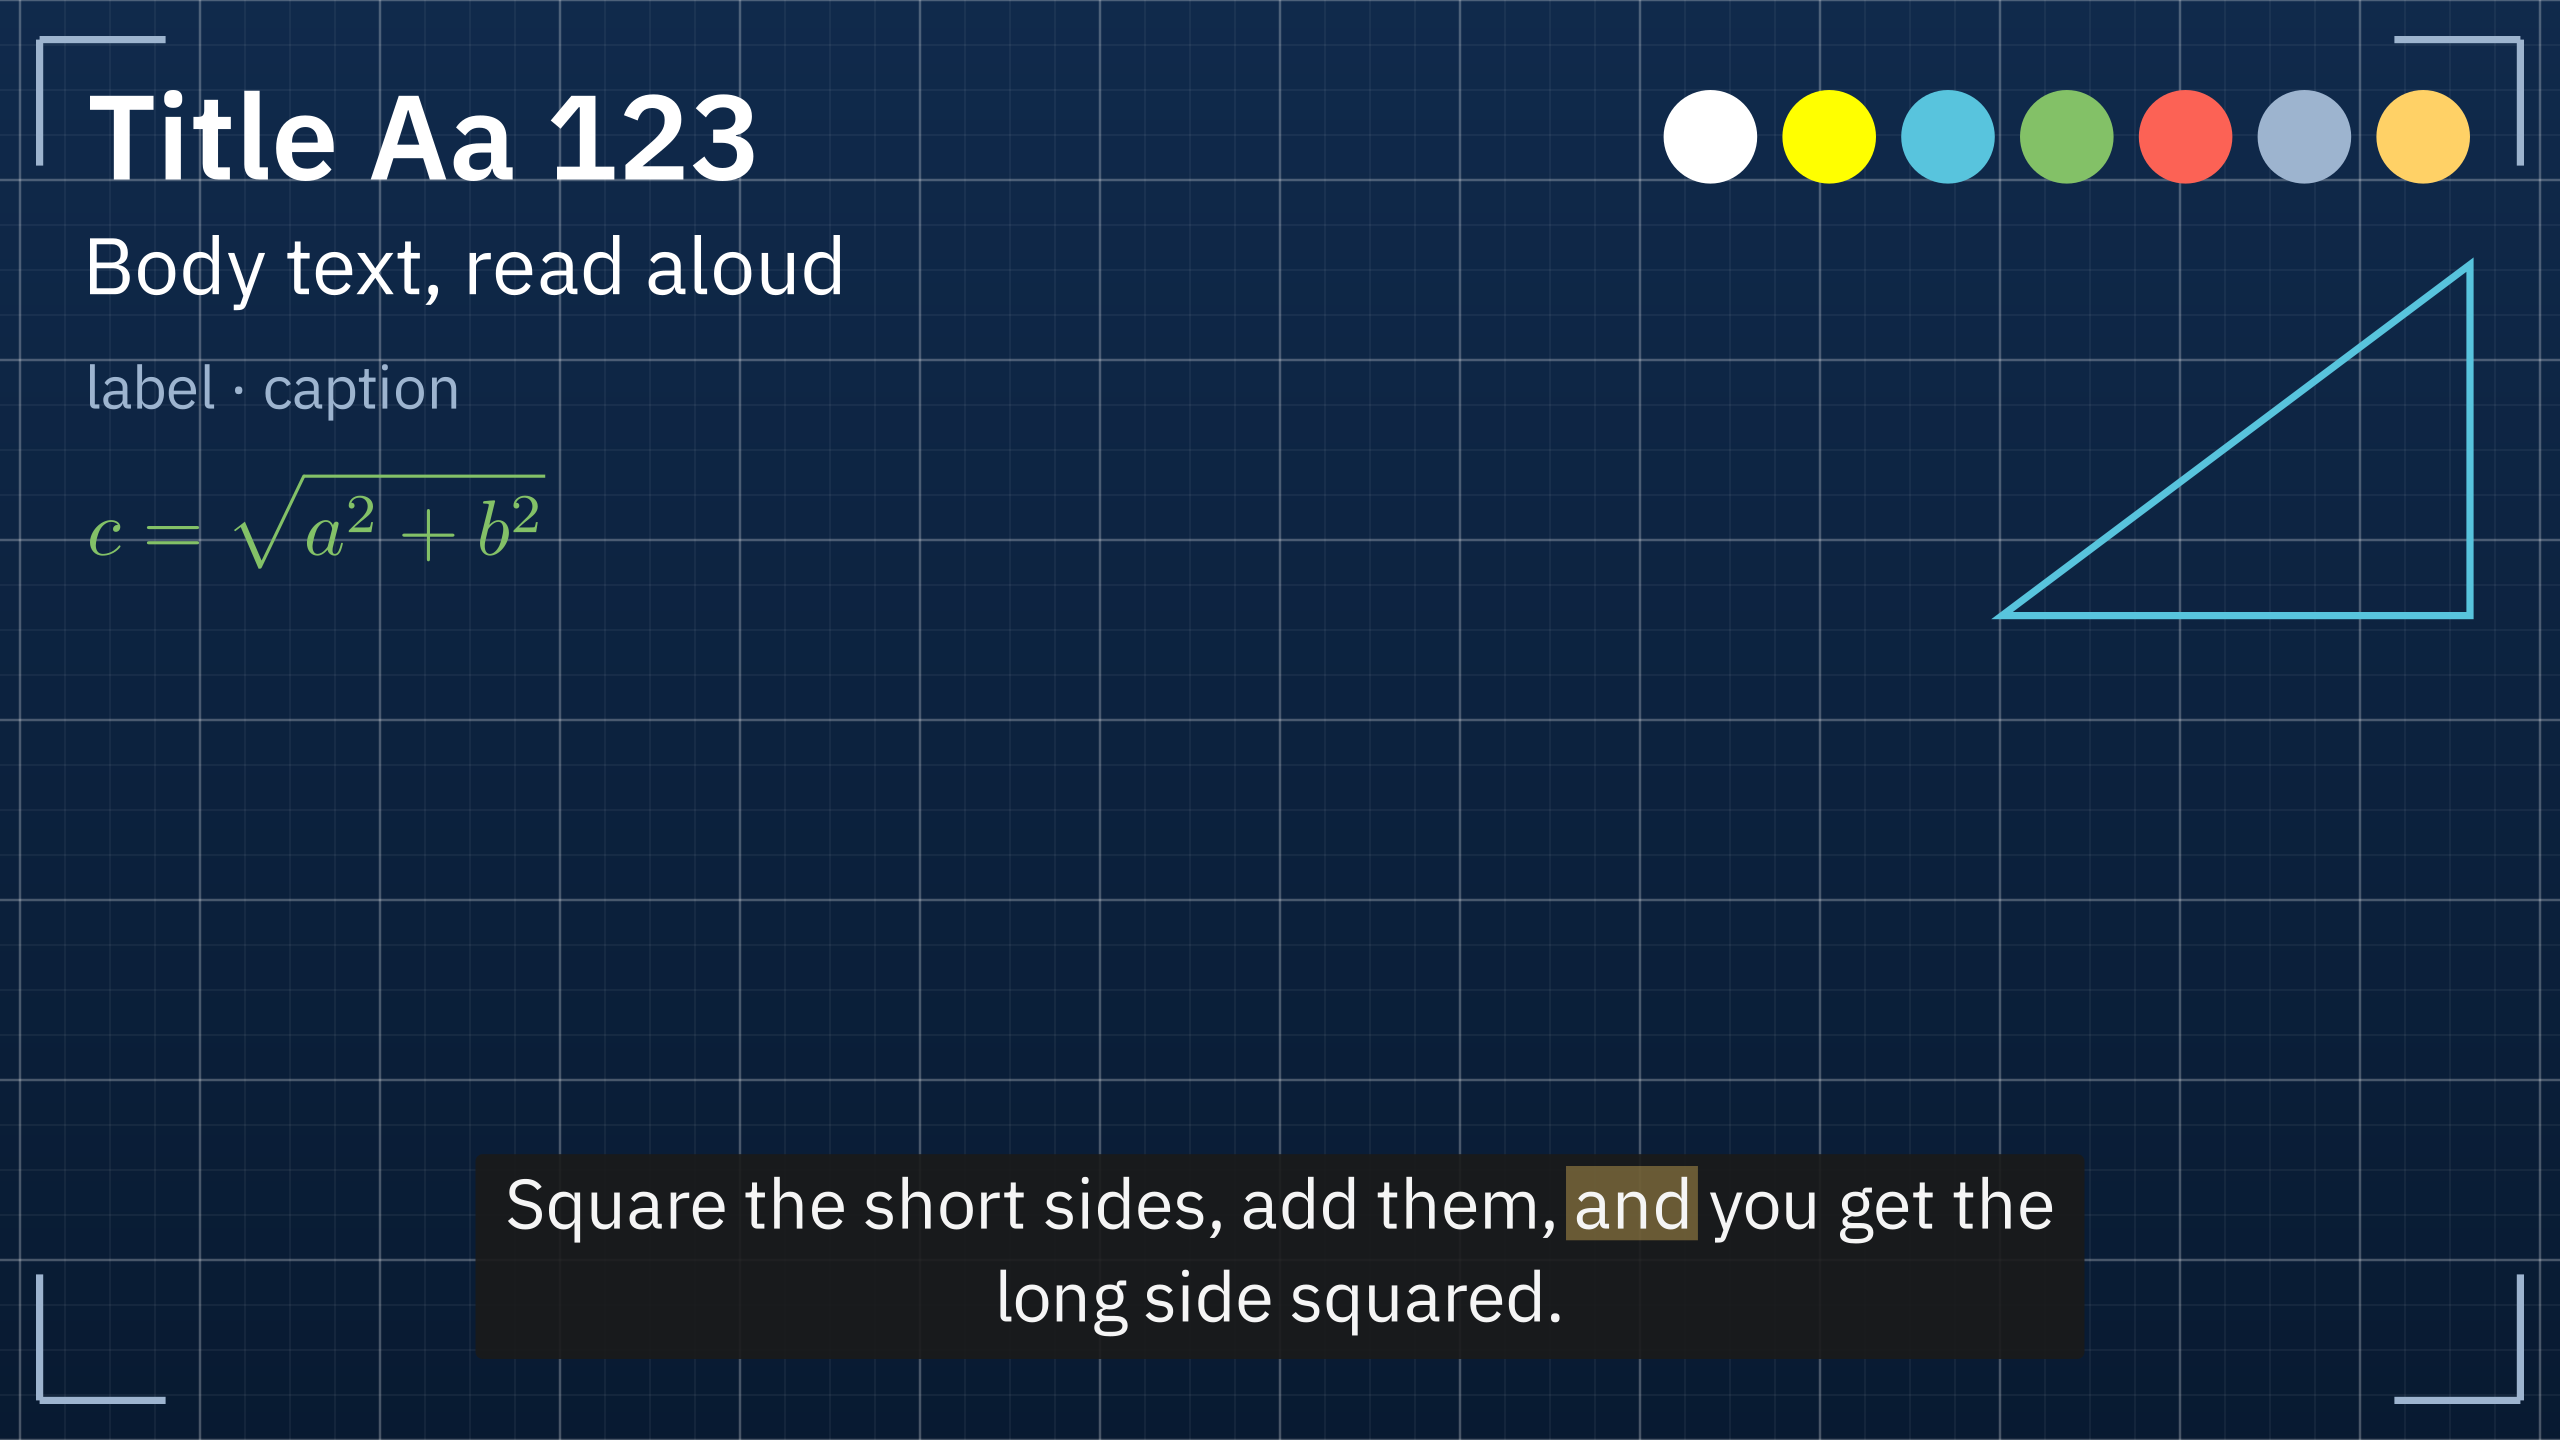 Title Aa 123
Body text, read aloud
label · caption
c = √(a² + b²)
Square the short sides, add them, and you get the
long side squared.